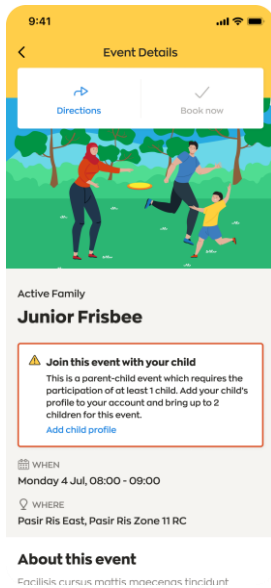 9:41
Event Details
Directions
Book now
Active Family
Junior Frisbee
Join this event with your child
This is a parent-child event which requires the
participation of at least 1 child. Add your child's
profile to your account and bring up to 2
children for this event.
Add child profile
WHEN
Monday 4 Jul, 08:00 - 09:00
WHERE
Pasir Ris East, Pasir Ris Zone 11 RC
About this event
Facilisis cursus mattis maecenas tincidunt